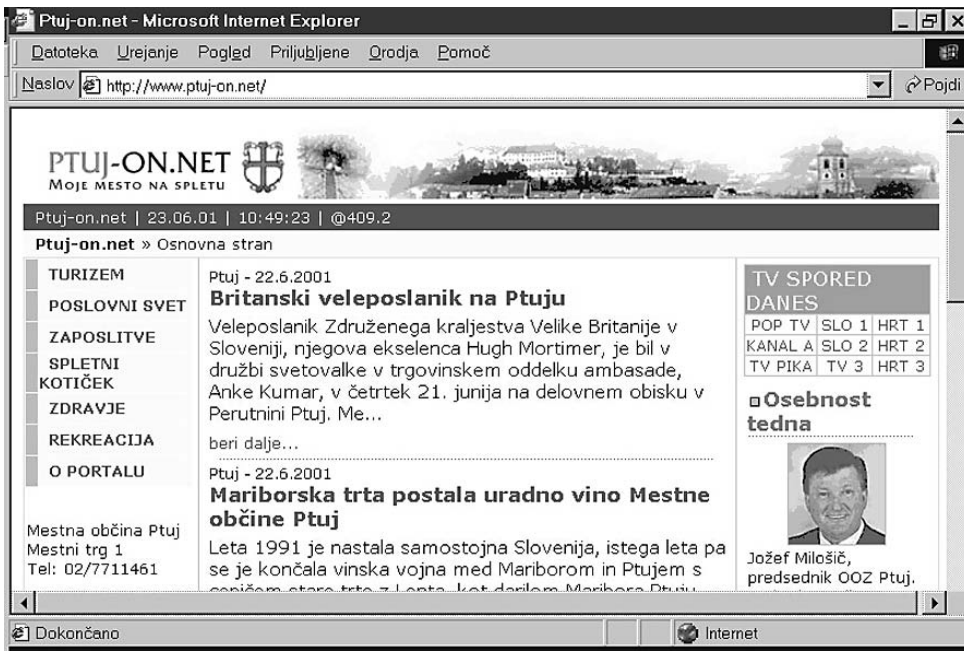 Ptuj-on.net - Microsoft Internet Explorer
Datoteka Urejanje Pogled Priljubljene Orodja Pomoč
Naslov http://www.ptuj-on.net/ Pojdi
PTUJ-ON.NET
MOJE MESTO NA SPLETU
Ptuj-on.net | 23.06.01 | 10:49:23 | @409.2
Ptuj-on.net » Osnovna stran
TURIZEM
POSLOVNI SVET
ZAPOSLITVE
SPLETNI
KOTIČEK
ZDRAVJE
REKREACIJA
O PORTALU
Mestna občina Ptuj
Mestni trg 1
Tel: 02/7711461
Ptuj - 22.6.2001
Britanski veleposlanik na Ptuju
Veleposlanik Združenega kraljestva Velike Britanije v
Sloveniji, njegova ekselenca Hugh Mortimer, je bil v
družbi svetovalke v trgovinskem oddelku ambasade,
Anke Kumar, v četrtek 21. junija na delovnem obisku v
Perutnini Ptuj. Me...
beri dalje...
Ptuj - 22.6.2001
Mariborska trta postala uradno vino Mestne
občine Ptuj
Leta 1991 je nastala samostojna Slovenija, istega leta pa
se je končala vinska vojna med Mariborom in Ptujem s
cepičem stare trte z Lenta, kot darilom Maribora Ptuju
TV SPORED
DANES
POP TV SLO 1 HRT 1
KANAL A SLO 2 HRT 2
TV PIKA TV 3 HRT 3
Osebnost
tedna
Jožef Milošič,
predsednik OOZ Ptuj.
Dokončano
Internet